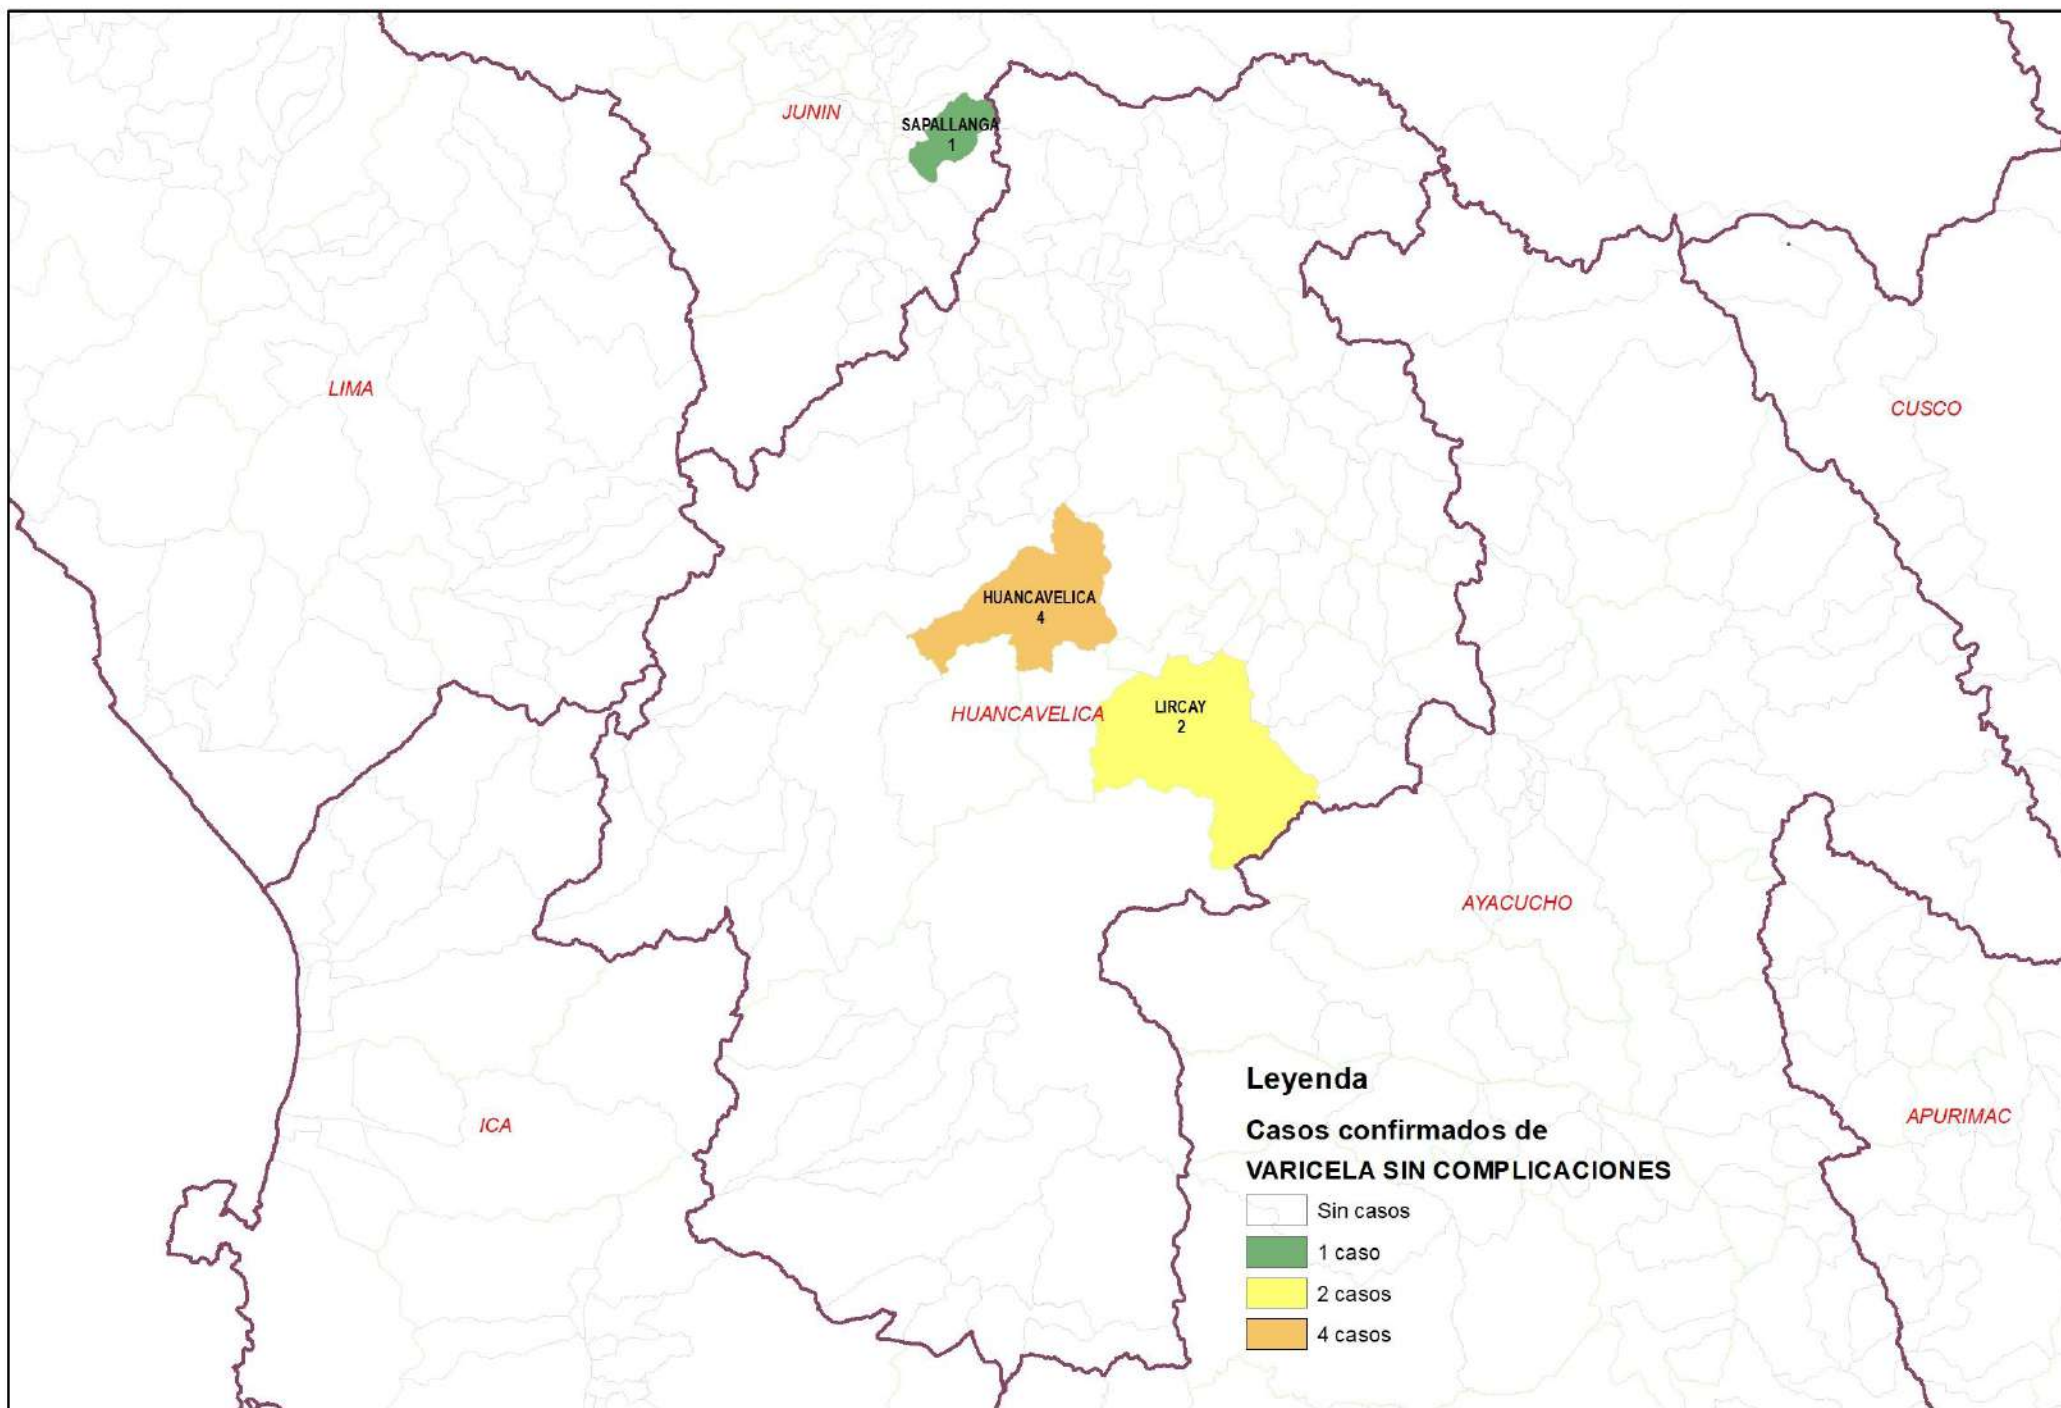 JUNIN
SAPALLANGA
1
LIMA
CUSCO
HUANCAVELICA
4
HUANCAVELICA
LIRCAY
2
AYACUCHO
ICA
APURIMAC
Leyenda
Casos confirmados de
VARICELA SIN COMPLICACIONES
Sin casos
1 caso
2 casos
4 casos